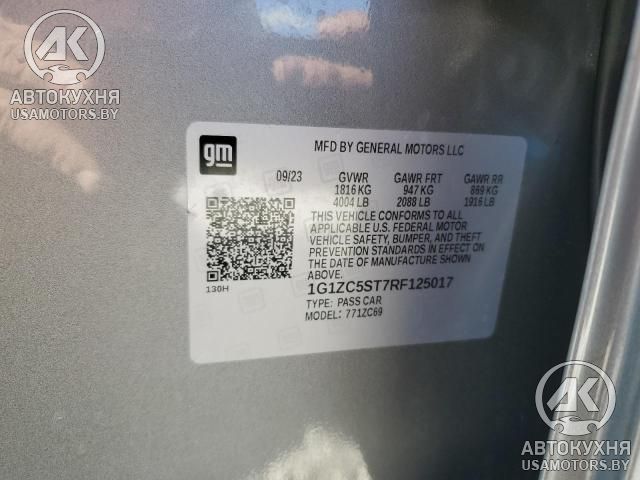 AK
АВТОКУХНЯ
USAMOTORS.BY
gm
MFD BY GENERAL MOTORS LLC
09/23 GVWR GAWR FRT GAWR RR
1816 KG 947 KG 869 KG
4004 LB 2088 LB 1916 LB
THIS VEHICLE CONFORMS TO ALL
APPLICABLE U.S. FEDERAL MOTOR
VEHICLE SAFETY, BUMPER, AND THEFT
PREVENTION STANDARDS IN EFFECT ON
THE DATE OF MANUFACTURE SHOWN
ABOVE.
130H
1G1ZC5ST7RF125017
TYPE: PASS CAR
MODEL: 771ZC69
AK
АВТОКУХНЯ
USAMOTORS.BY